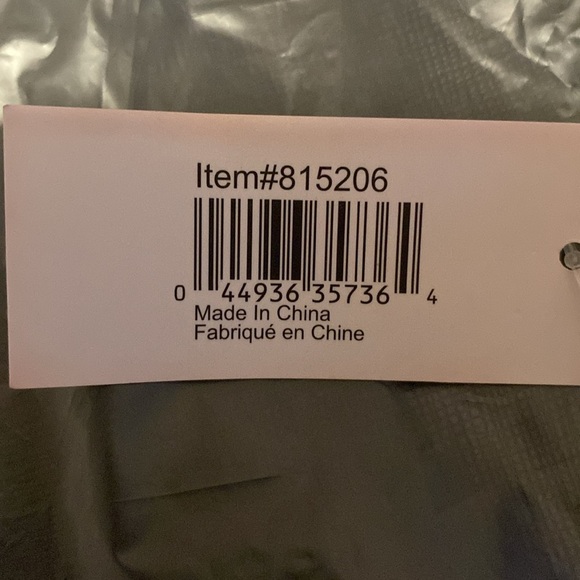 Item#815206
0 44936 35736 4
Made In China
Fabriqué en Chine